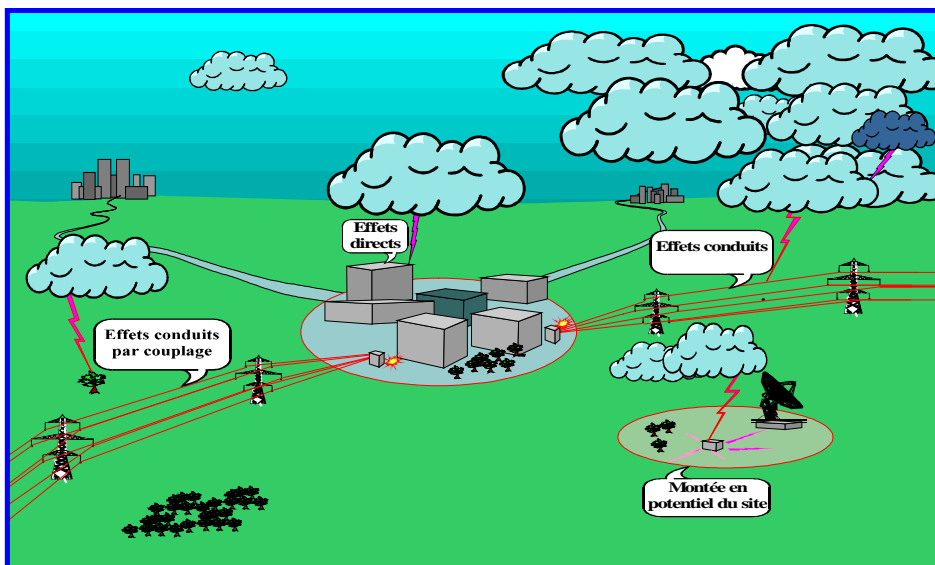 Effets
directs
Effets conduits
Effets conduits
par couplage
Montée en
potentiel du site